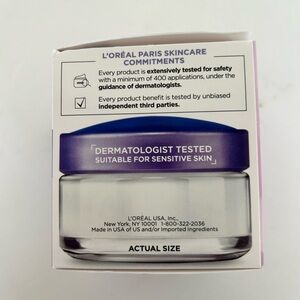 L'ORÉAL PARIS SKINCARE
COMMITMENTS
Every product is extensively tested for safety
with a minimum of 400 applications, under the
guidance of dermatologists.
Every product benefit is tested by unbiased
independent third parties.
DERMATOLOGIST TESTED
SUITABLE FOR SENSITIVE SKIN
L'ORÉAL USA, Inc.,
New York, NY 10001 1-800-322-2036
Made in USA of US and/or Imported Ingredients
ACTUAL SIZE